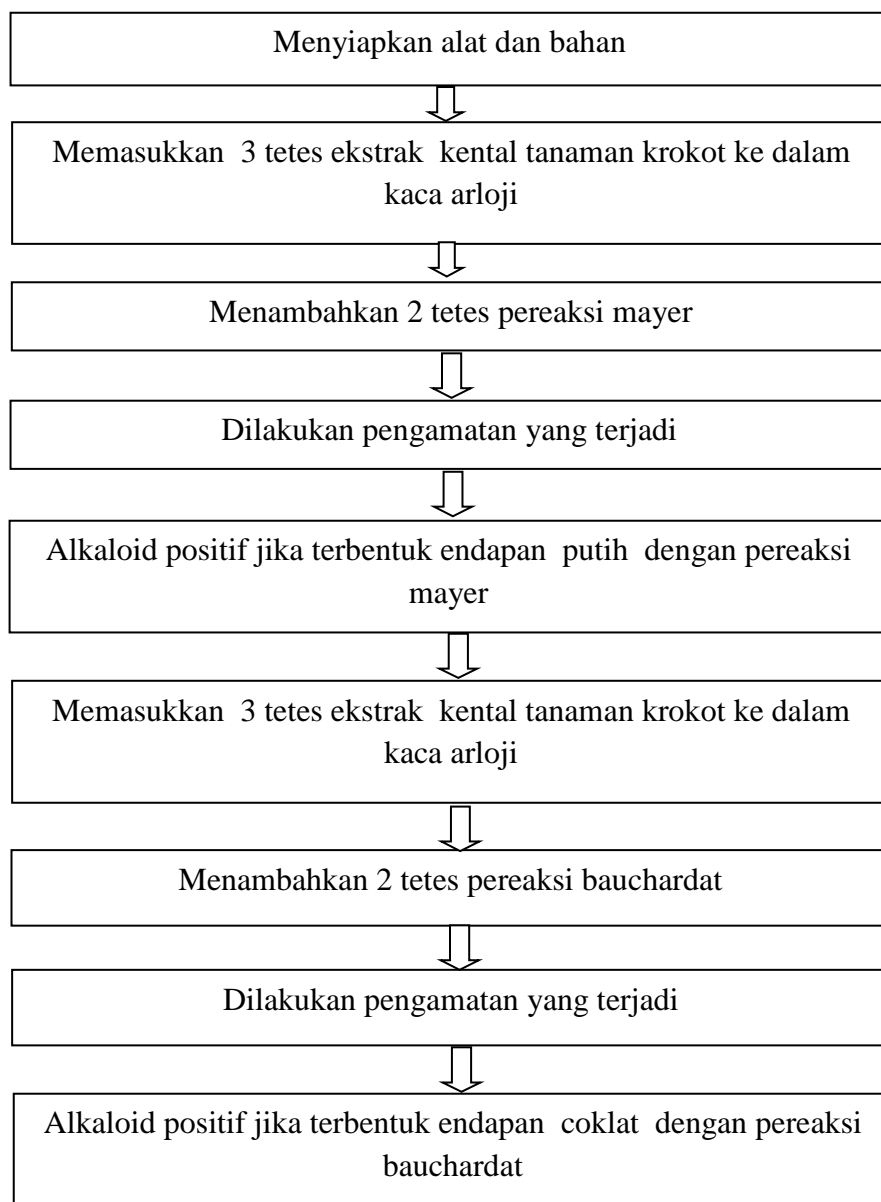 Menyiapkan alat dan bahan
Memasukkan 3 tetes ekstrak kental tanaman krokot ke dalam
kaca arloji
Menambahkan 2 tetes pereaksi mayer
Dilakukan pengamatan yang terjadi
Alkaloid positif jika terbentuk endapan putih dengan pereaksi
mayer
Memasukkan 3 tetes ekstrak kental tanaman krokot ke dalam
kaca arloji
Menambahkan 2 tetes pereaksi bauchardat
Dilakukan pengamatan yang terjadi
Alkaloid positif jika terbentuk endapan coklat dengan pereaksi
bauchardat